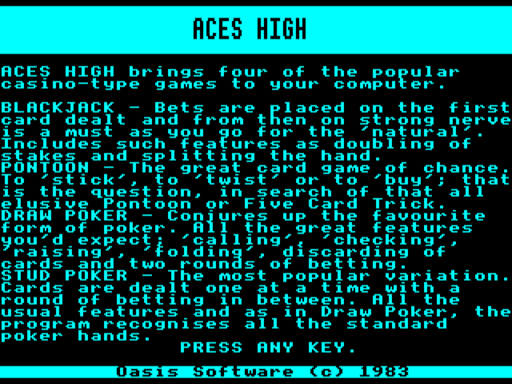 ACES HIGH
ACES HIGH brings four of the popular
casino-type games to your computer.
BLACKJACK - Bets are placed on the first
card dealt and from then on strong nerve
is a must as you go for the 'natural'.
Includes such features as doubling of
stakes and splitting the hand.
PONTOON - The great card game of chance.
To 'stick', to 'twist' or to 'buy'; that
is the question, in search of that all
elusive Pontoon or Five Card Trick.
DRAW POKER - Conjures up the favourite
form of poker. All the great features
you'd expect; 'calling', 'checking',
'raising', 'folding', discarding of
cards and two rounds of betting.
STUD POKER - The most popular variation.
Cards are dealt one at a time with a
round of betting in between. All the
usual features and as in Draw Poker, the
program recognises all the standard
poker hands.
PRESS ANY KEY.
Oasis Software (c) 1983